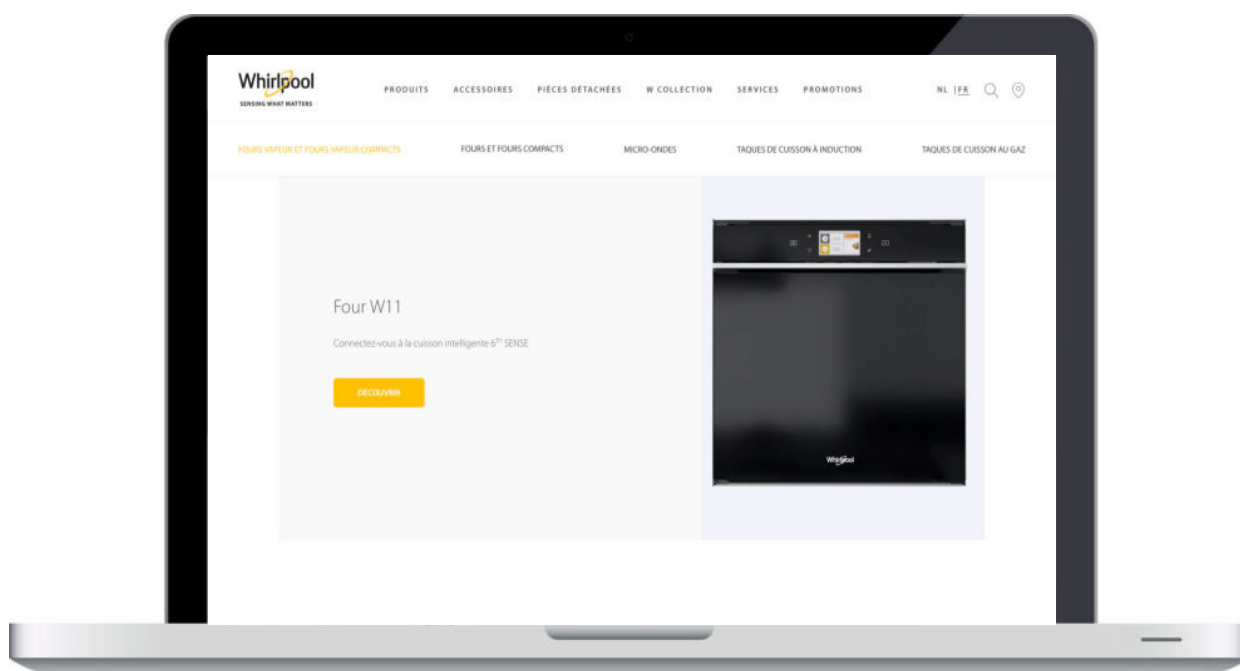 Whirlpool
SENSING WHAT MATTERS
PRODUITS ACCESSOIRES PIÈCES DÉTACHÉES W COLLECTION SERVICES PROMOTIONS NL | FR
FOURS VAPEUR ET FOURS VAPEUR COMPACTS FOURS ET FOURS COMPACTS MICRO-ONDES TAQUES DE CUISSON À INDUCTION TAQUES DE CUISSON AU GAZ
Four W11
Connectez-vous à la cuisson intelligente 6TH SENSE
DÉCOUVRIR
Whirlpool